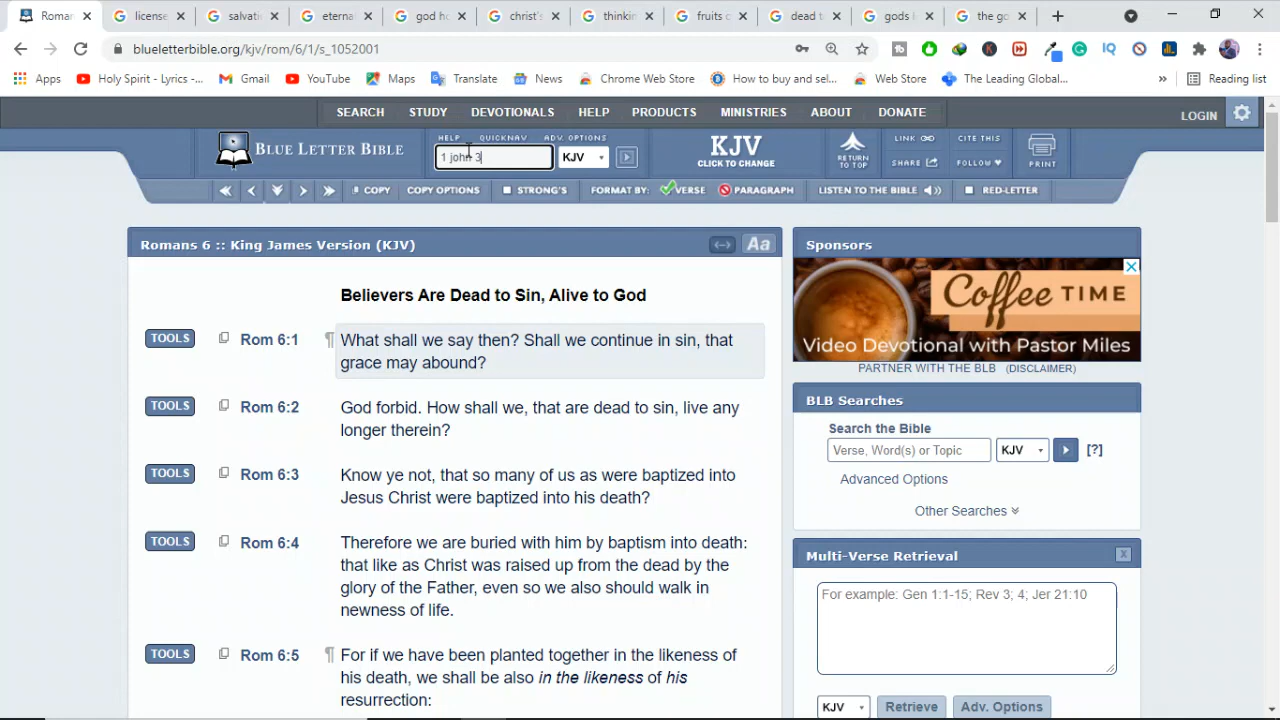 Roman
license
salvati
eterna
god ho
christ's
thinkin
fruits o
dead t
gods la
the go
blueletterbible.org/kjv/rom/6/1/s_1052001
Apps
Holy Spirit - Lyrics -...
Gmail
YouTube
Maps
Translate
News
Chrome Web Store
How to buy and sel...
Web Store
The Leading Global...
»
Reading list
SEARCH STUDY DEVOTIONALS HELP PRODUCTS MINISTRIES ABOUT DONATE
LOGIN
BLUE LETTER BIBLE
HELP QUICKNAV ADV. OPTIONS
1 john 3
KJV
KJV
CLICK TO CHANGE
RETURN
TO TOP
LINK
SHARE
CITE THIS
FOLLOW
PRINT
COPY COPY OPTIONS STRONG'S FORMAT BY: VERSE PARAGRAPH LISTEN TO THE BIBLE RED-LETTER
Romans 6 :: King James Version (KJV)
Aa
Believers Are Dead to Sin, Alive to God
TOOLS Rom 6:1 ¶ What shall we say then? Shall we continue in sin, that
grace may abound?
TOOLS Rom 6:2 God forbid. How shall we, that are dead to sin, live any
longer therein?
TOOLS Rom 6:3 Know ye not, that so many of us as were baptized into
Jesus Christ were baptized into his death?
TOOLS Rom 6:4 Therefore we are buried with him by baptism into death:
that like as Christ was raised up from the dead by the
glory of the Father, even so we also should walk in
newness of life.
TOOLS Rom 6:5 ¶ For if we have been planted together in the likeness of
his death, we shall be also in the likeness of his
resurrection:
Sponsors
Coffee TIME
Video Devotional with Pastor Miles
PARTNER WITH THE BLB (DISCLAIMER)
BLB Searches
Search the Bible
Verse, Word(s) or Topic
KJV
[?]
Advanced Options
Other Searches
Multi-Verse Retrieval
X
For example: Gen 1:1-15; Rev 3; 4; Jer 21:10
KJV
Retrieve
Adv. Options